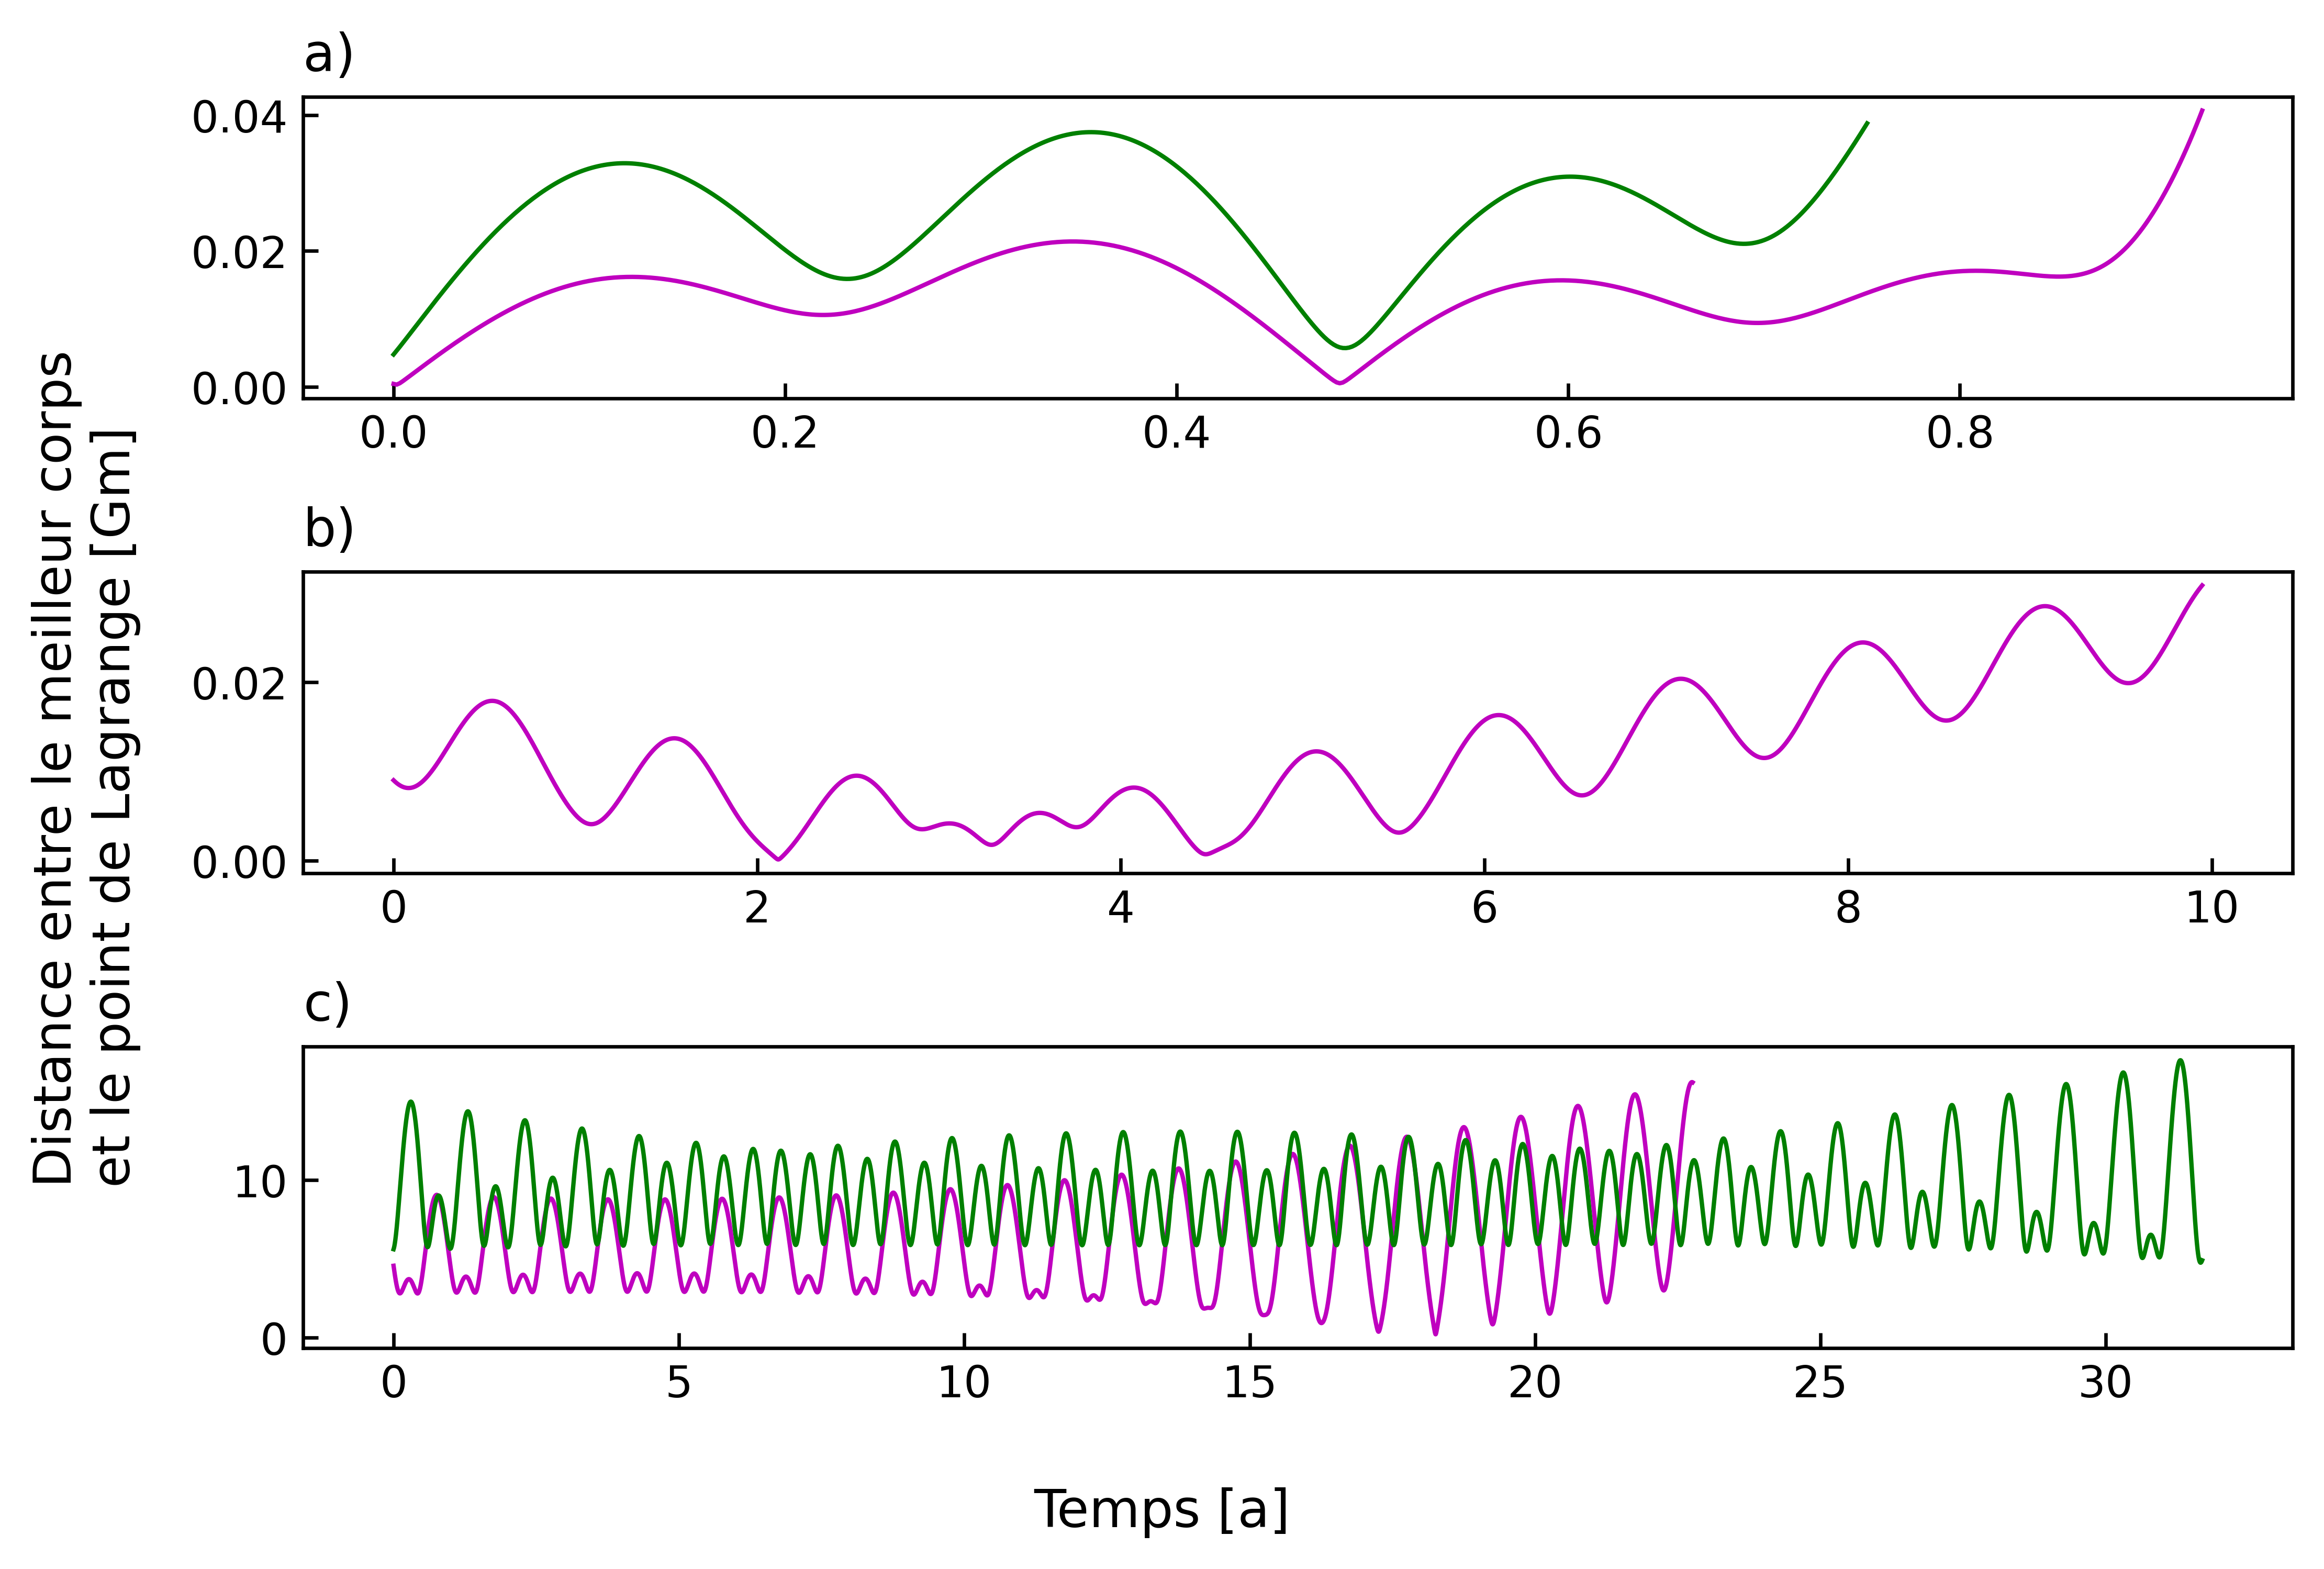 Distance entre le meilleur corps
et le point de Lagrange [Gm]
a)
0.04
0.02
0.00
0.0 0.2 0.4 0.6 0.8
b)
0.02
0.00
0 2 4 6 8 10
c)
10
0
0 5 10 15 20 25 30
Temps [a]